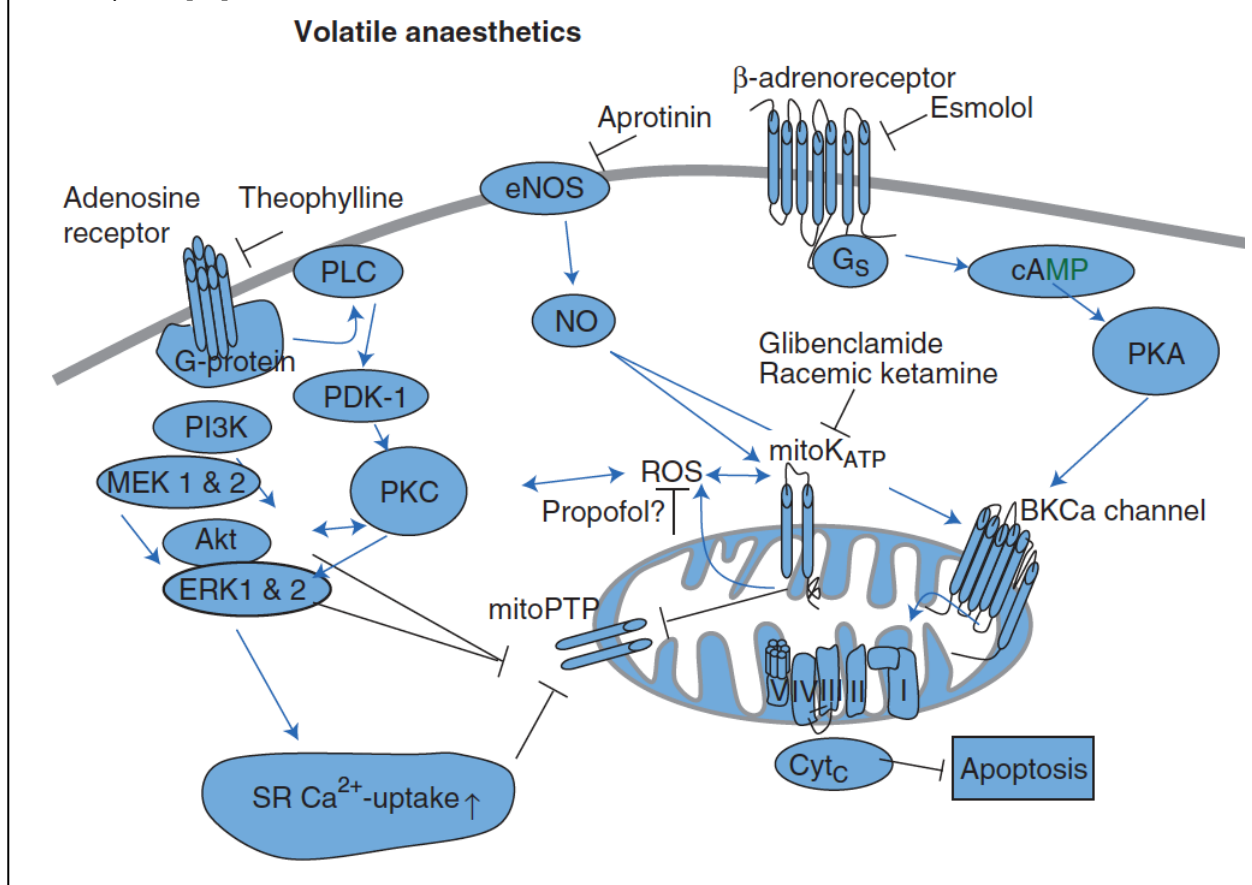 Volatile anaesthetics
β-adrenoreceptor
Esmolol
Aprotinin
Adenosine
receptor
Theophylline
eNOS
PLC
GS
cAMP
NO
G-protein
PKA
Glibenclamide
Racemic ketamine
PDK-1
PI3K
mitoKATP
MEK 1 & 2
PKC
ROS
Propofol?
BKCa channel
Akt
ERK1 & 2
mitoPTP
V IV III II I
CytC
Apoptosis
SR Ca2+-uptake ↑